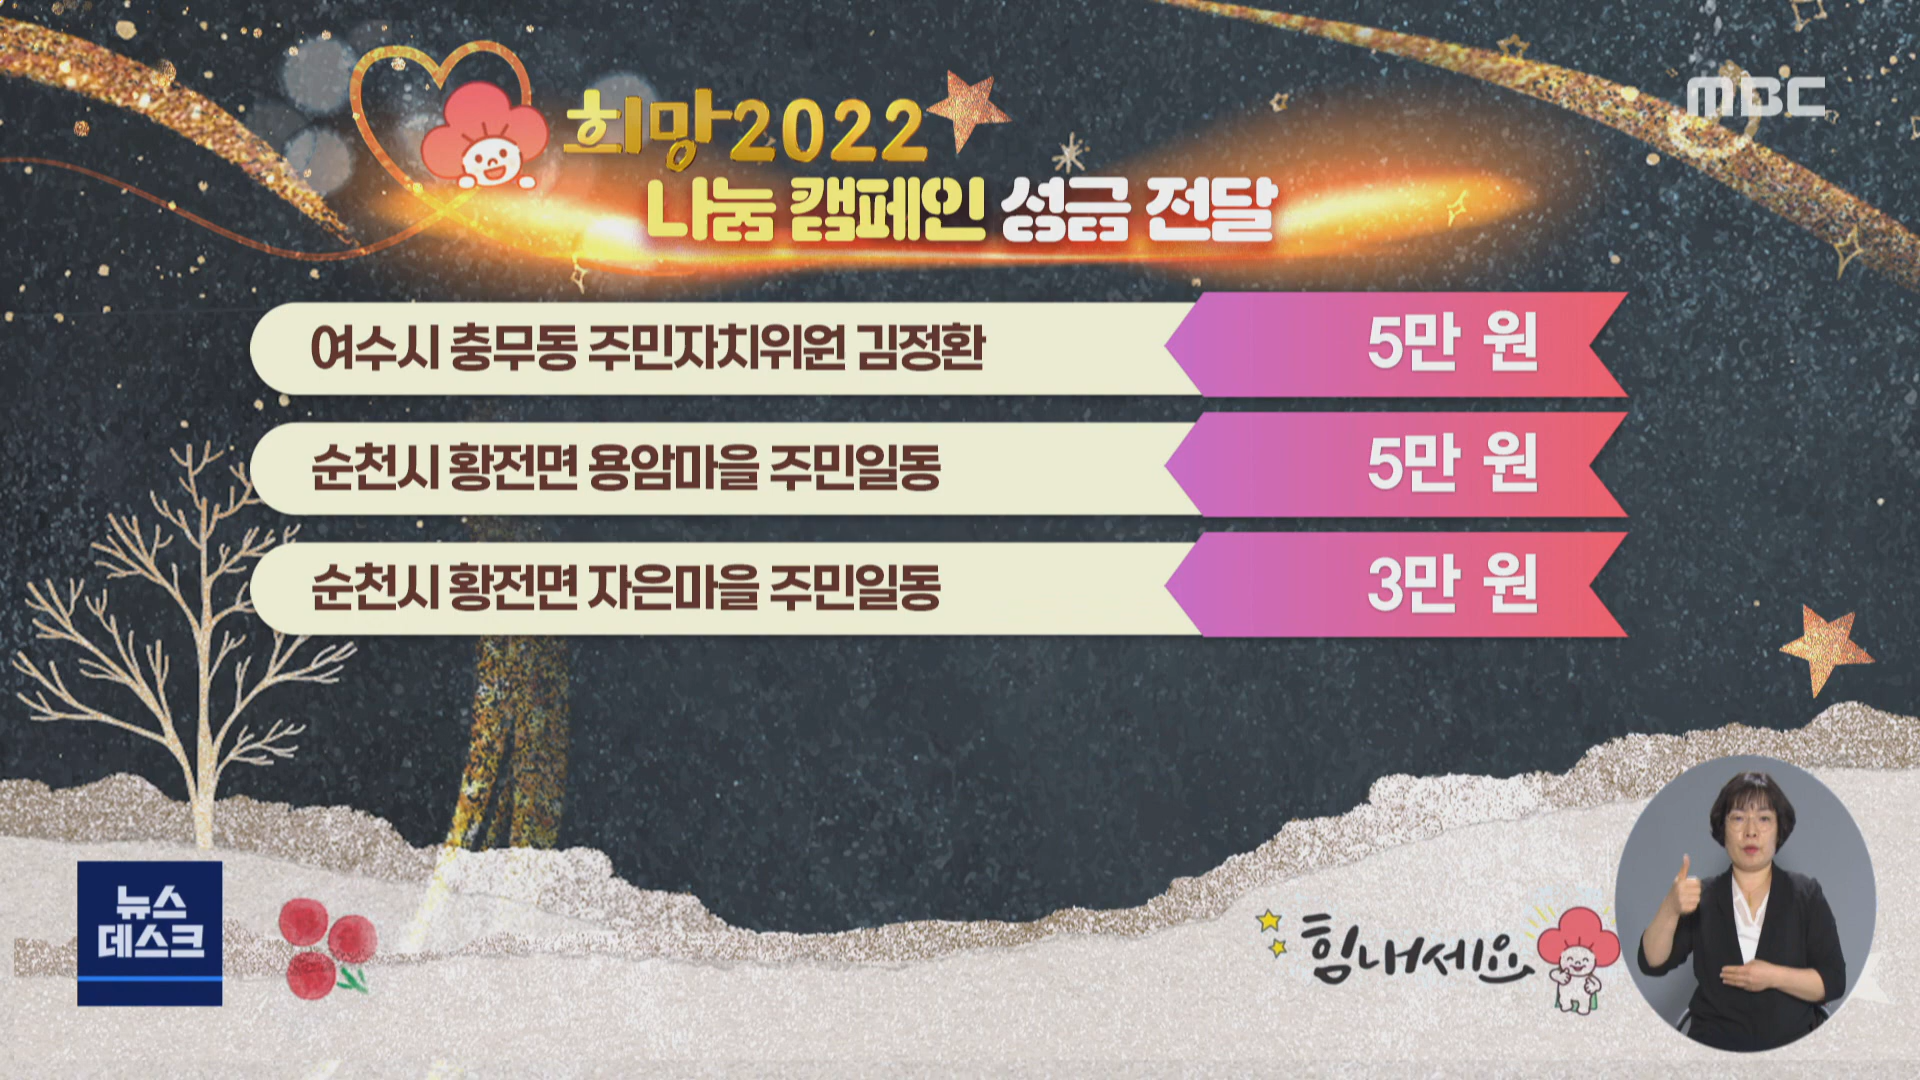 MBC
희망2022
나눔 캠페인 성금 전달
여수시 충무동 주민자치위원 김정환 5만 원
순천시 황전면 용암마을 주민일동 5만 원
순천시 황전면 자은마을 주민일동 3만 원
뉴스
데스크
힘내세요